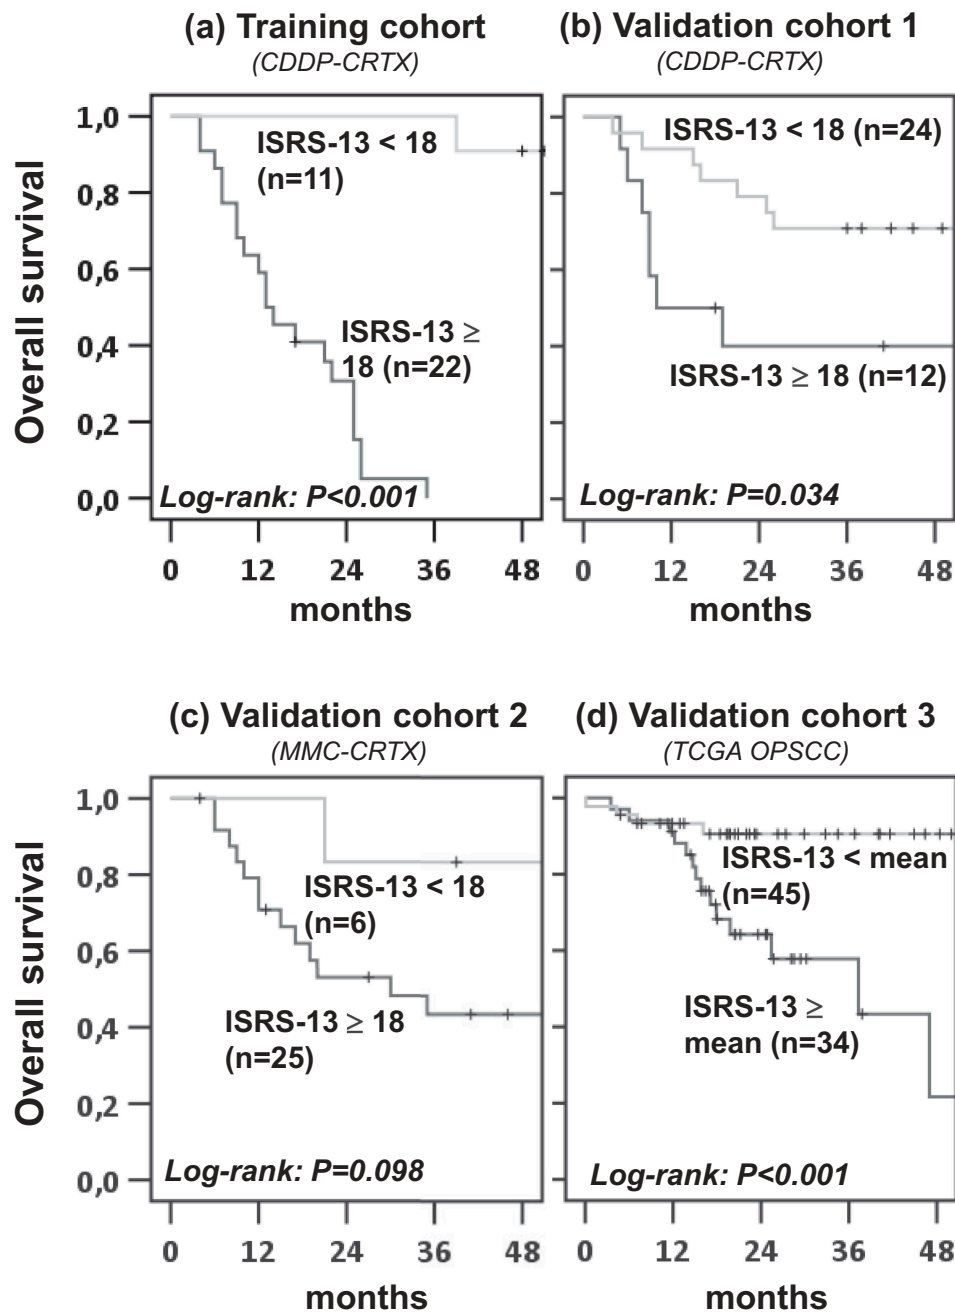 (a) Training cohort
(CDDP-CRTX)
(b) Validation cohort 1
(CDDP-CRTX)
Overall survival
1,0
0,8
0,6
0,4
0,2
0,0
ISRS-13 < 18
(n=11)
ISRS-13 ≥
18 (n=22)
Log-rank: P<0.001
0 12 24 36 48
months
ISRS-13 < 18 (n=24)
ISRS-13 ≥ 18 (n=12)
Log-rank: P=0.034
0 12 24 36 48
months
(c) Validation cohort 2
(MMC-CRTX)
(d) Validation cohort 3
(TCGA OPSCC)
Overall survival
1,0
0,8
0,6
0,4
0,2
0,0
ISRS-13 < 18
(n=6)
ISRS-13 ≥ 18
(n=25)
Log-rank: P=0.098
0 12 24 36 48
months
ISRS-13 < mean
(n=45)
ISRS-13 ≥
mean (n=34)
Log-rank: P<0.001
0 12 24 36 48
months